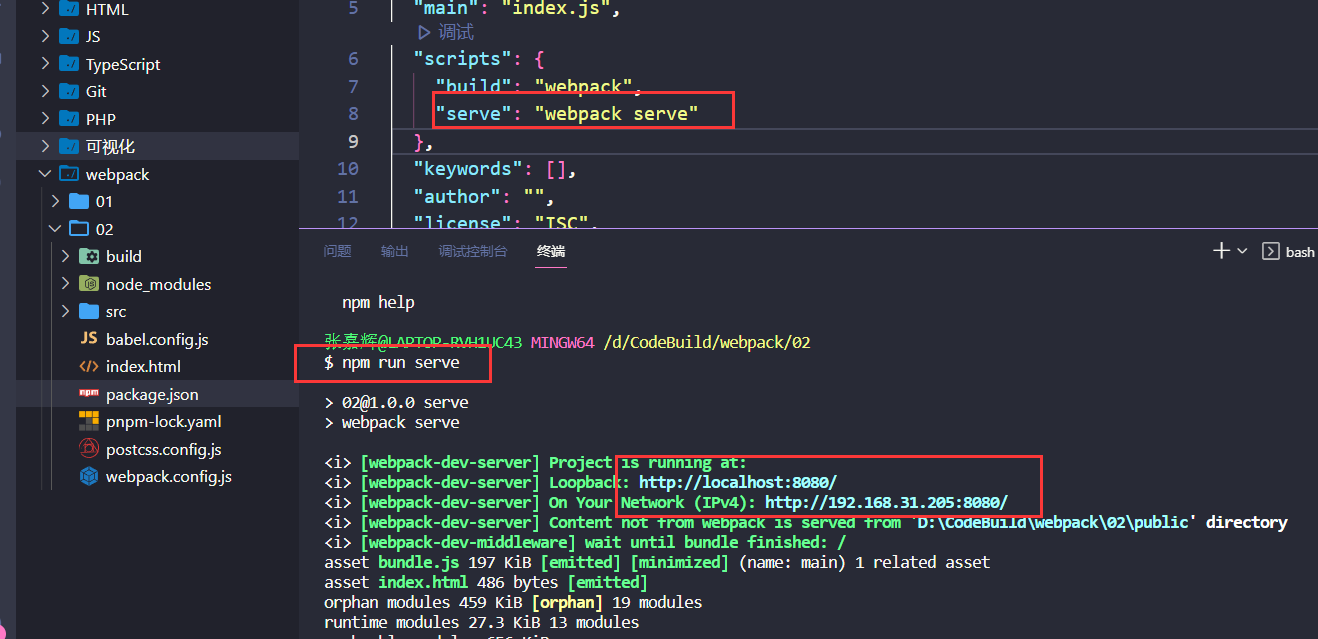 HTML
JS
TypeScript
Git
PHP
可视化
webpack
01
02
build
node_modules
src
JS babel.config.js
index.html
npm package.json
pnpm-lock.yaml
postcss.config.js
webpack.config.js
5 "main": "index.js",
调试
6 "scripts": {
7 "build": "webpack",
8 "serve": "webpack serve"
9 },
10 "keywords": [],
11 "author": "",
12 "license": "ISC",
问题 输出 调试控制台 终端 bash
npm help
张嘉辉@LAPTOP-RVH1UC43 MINGW64 /d/CodeBuild/webpack/02
$ npm run serve
> 02@1.0.0 serve
> webpack serve
<i> [webpack-dev-server] Project is running at:
<i> [webpack-dev-server] Loopback: http://localhost:8080/
<i> [webpack-dev-server] On Your Network (IPv4): http://192.168.31.205:8080/
<i> [webpack-dev-server] Content not from webpack is served from 'D:\CodeBuild\webpack\02\public' directory
<i> [webpack-dev-middleware] wait until bundle finished: /
asset bundle.js 197 KiB [emitted] [minimized] (name: main) 1 related asset
asset index.html 486 bytes [emitted]
orphan modules 459 KiB [orphan] 19 modules
runtime modules 27.3 KiB 13 modules